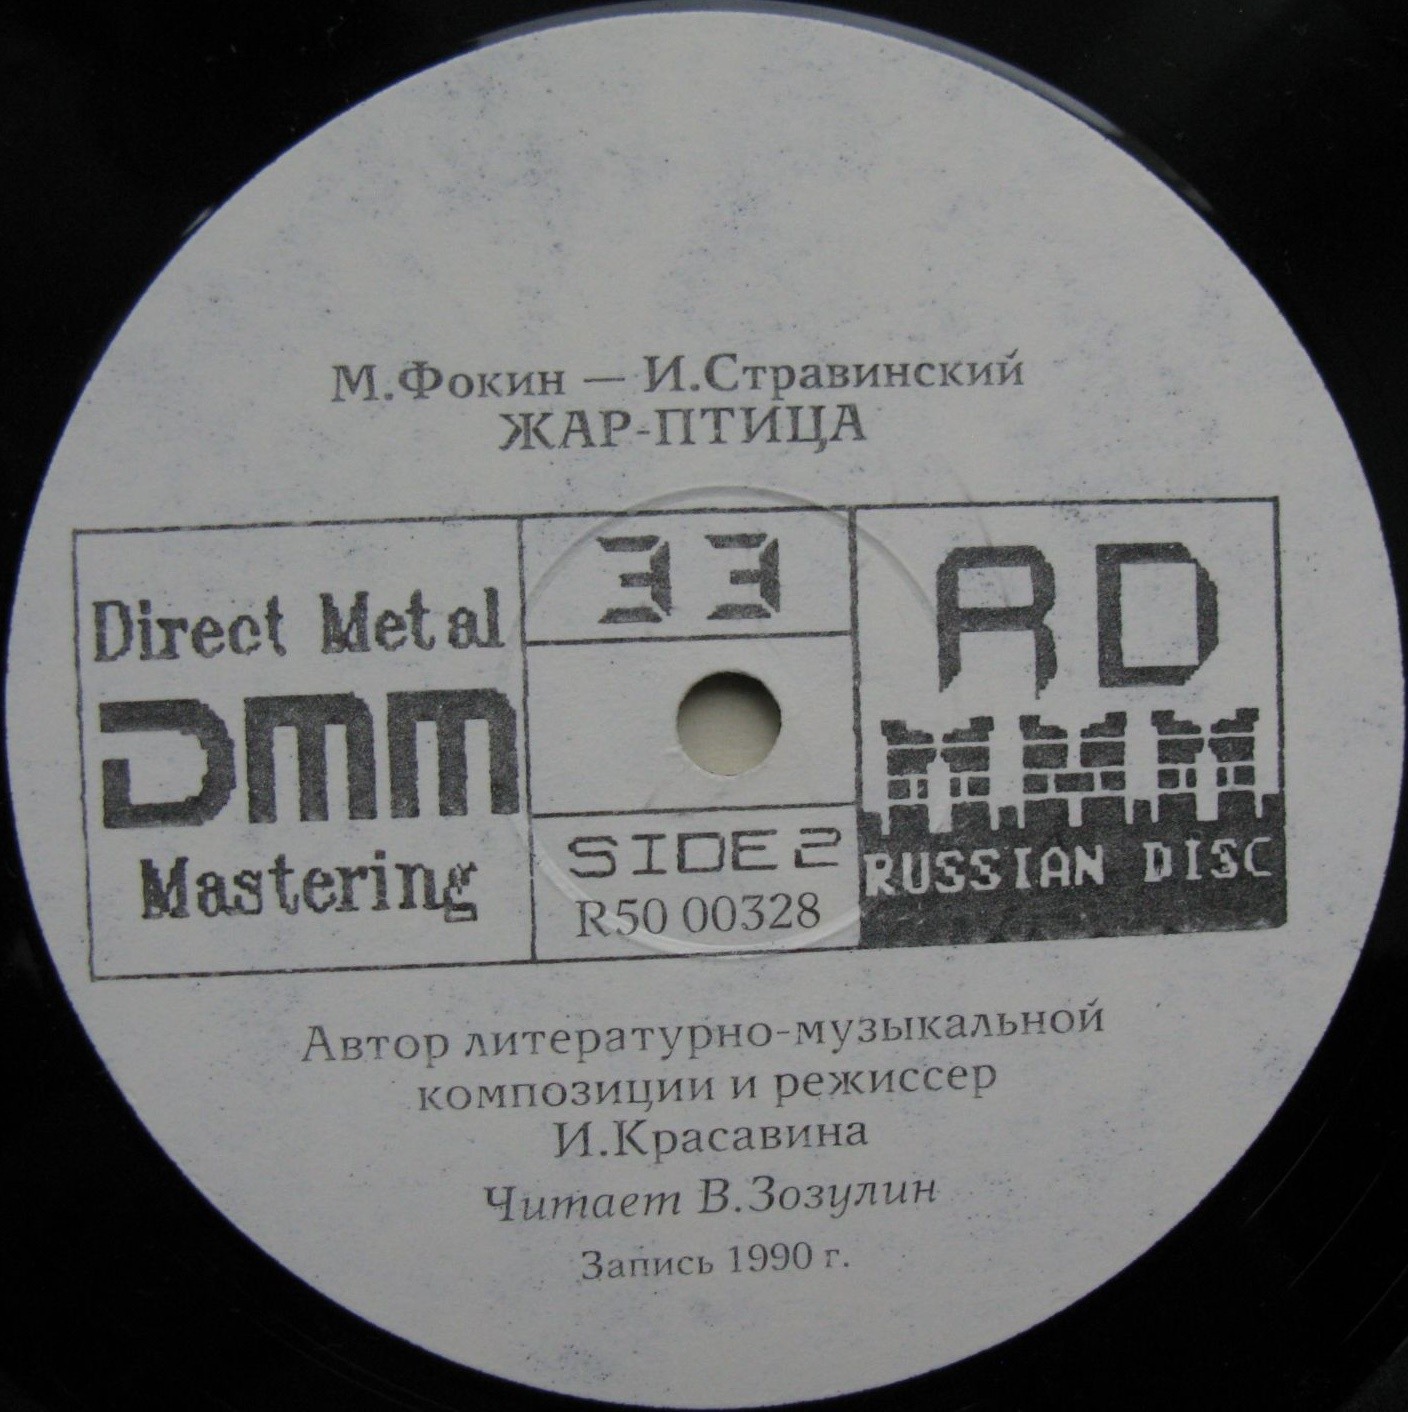 М.Фокин — И.Стравинский
ЖАР-ПТИЦА
Direct Metal
DMM
Mastering
33
SIDE 2
R50 00328
RD
RUSSIAN DISC
Автор литературно-музыкальной
композиции и режиссер
И.Красавина
Читает В.Зозулин
Запись 1990 г.